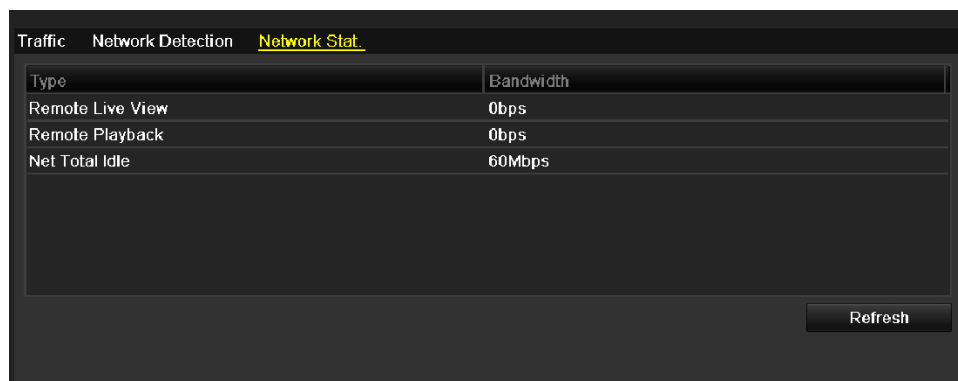 Traffic Network Detection Network Stat.
Type Bandwidth
Remote Live View 0bps
Remote Playback 0bps
Net Total Idle 60Mbps
Refresh